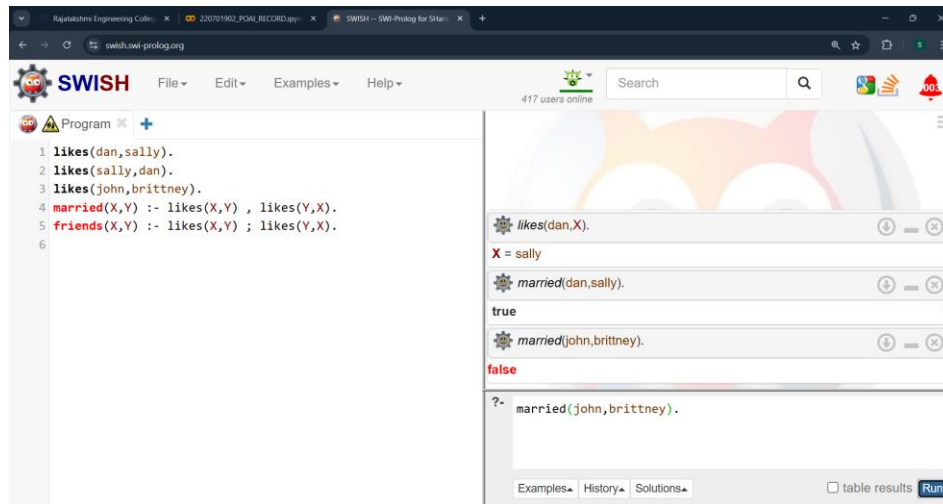 Rajalakshmi Engineering Colleg
220701902_POAI_RECORD.ipyn
SWISH -- SWI-Prolog for SHarin
swish.swi-prolog.org
SWISH
File
Edit
Examples
Help
417 users online
Search
Program
1 likes(dan,sally).
2 likes(sally,dan).
3 likes(john,brittney).
4 married(X,Y) :- likes(X,Y) , likes(Y,X).
5 friends(X,Y) :- likes(X,Y) ; likes(Y,X).
6
likes(dan,X).
X = sally
married(dan,sally).
true
married(john,brittney).
false
?- married(john,brittney).
Examples History Solutions
table results Run